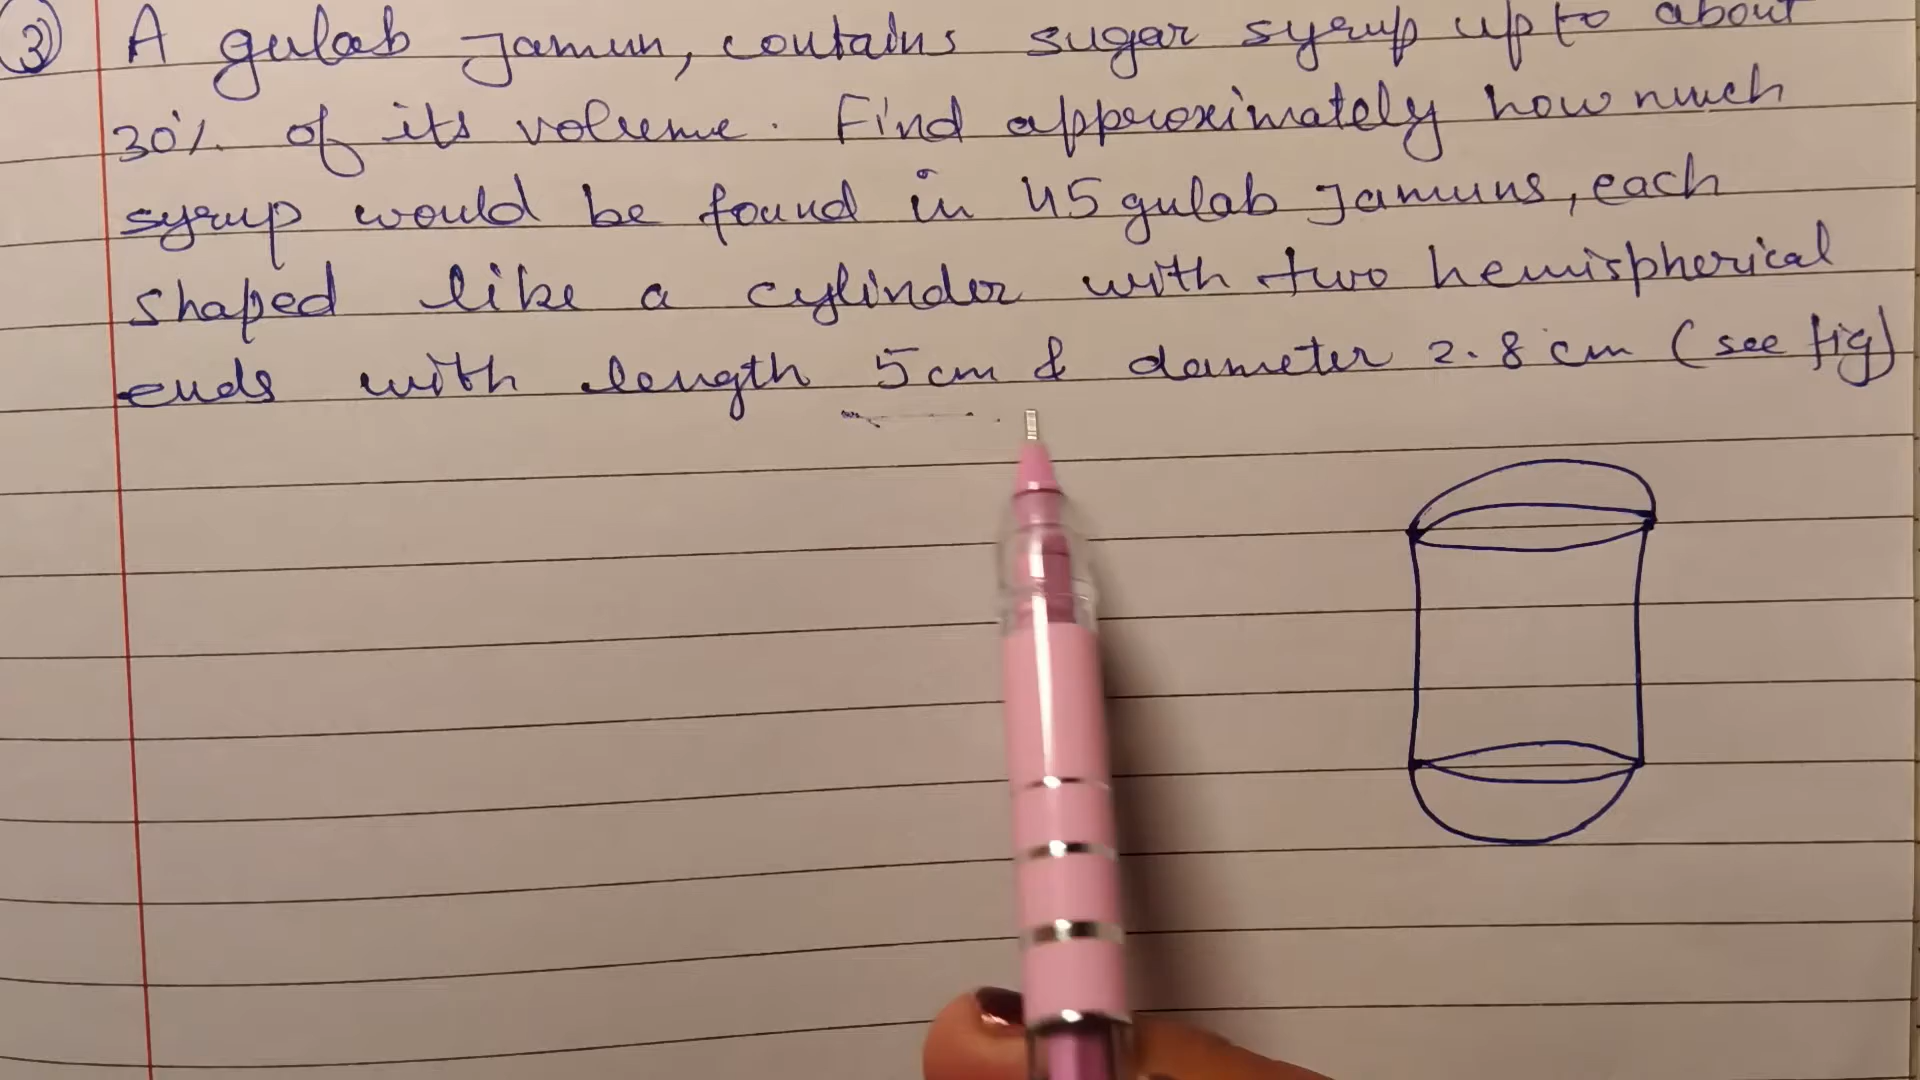 ③ A gulab jamun, contains sugar syrup up to about
30% of its volume. Find approximately how much
syrup would be found in 45 gulab jamuns, each
shaped like a cylinder with two hemispherical
ends with length 5cm & dameter 2.8 cm (see fig)